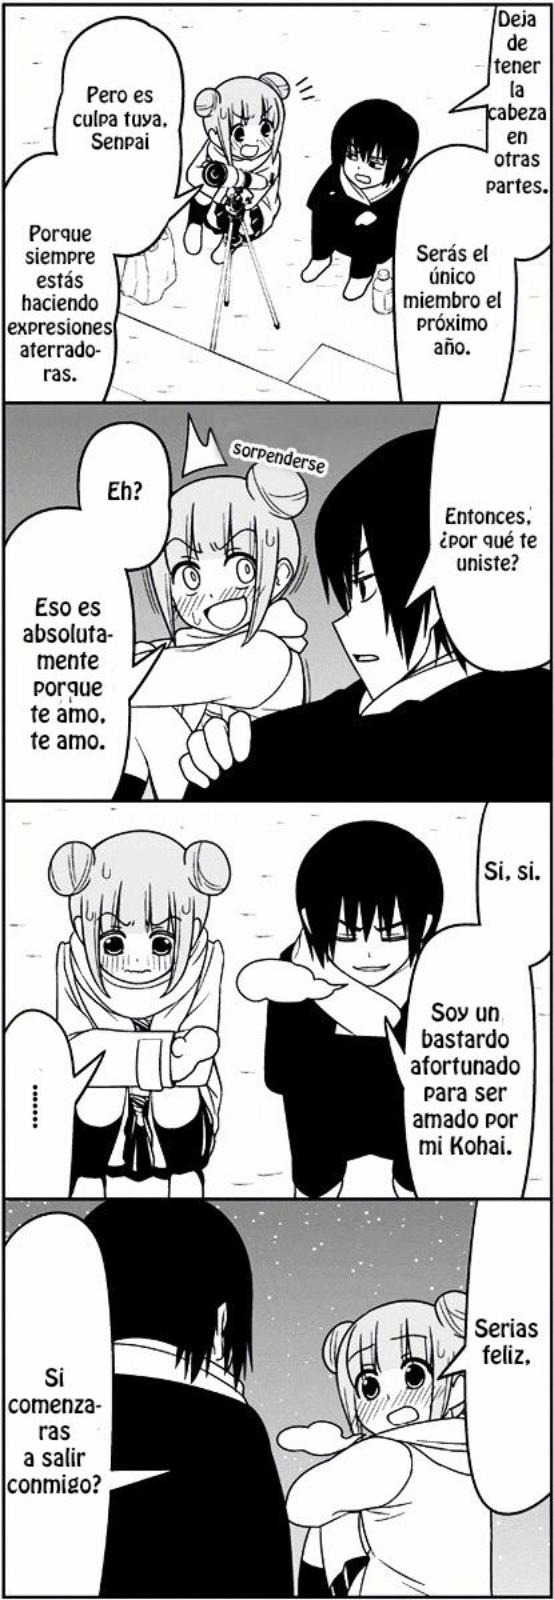 Deja
de
tener
la
cabeza
en
otras
partes.
Serás el
único
miembro el
próximo
año.
Pero es
culpa tuya,
Senpai
Porque
siempre
estás
haciendo
expresiones
aterrado-
ras.
Entonces,
¿por qué te
uniste?
sorpenderse
Eh?
Eso es
absoluta-
mente
porque
te amo,
te amo.
Si, si.
Soy un
bastardo
afortunado
para ser
amado por
mi Kohai.
........
Serias
feliz,
Si
comenza-
ras
a salir
conmigo?